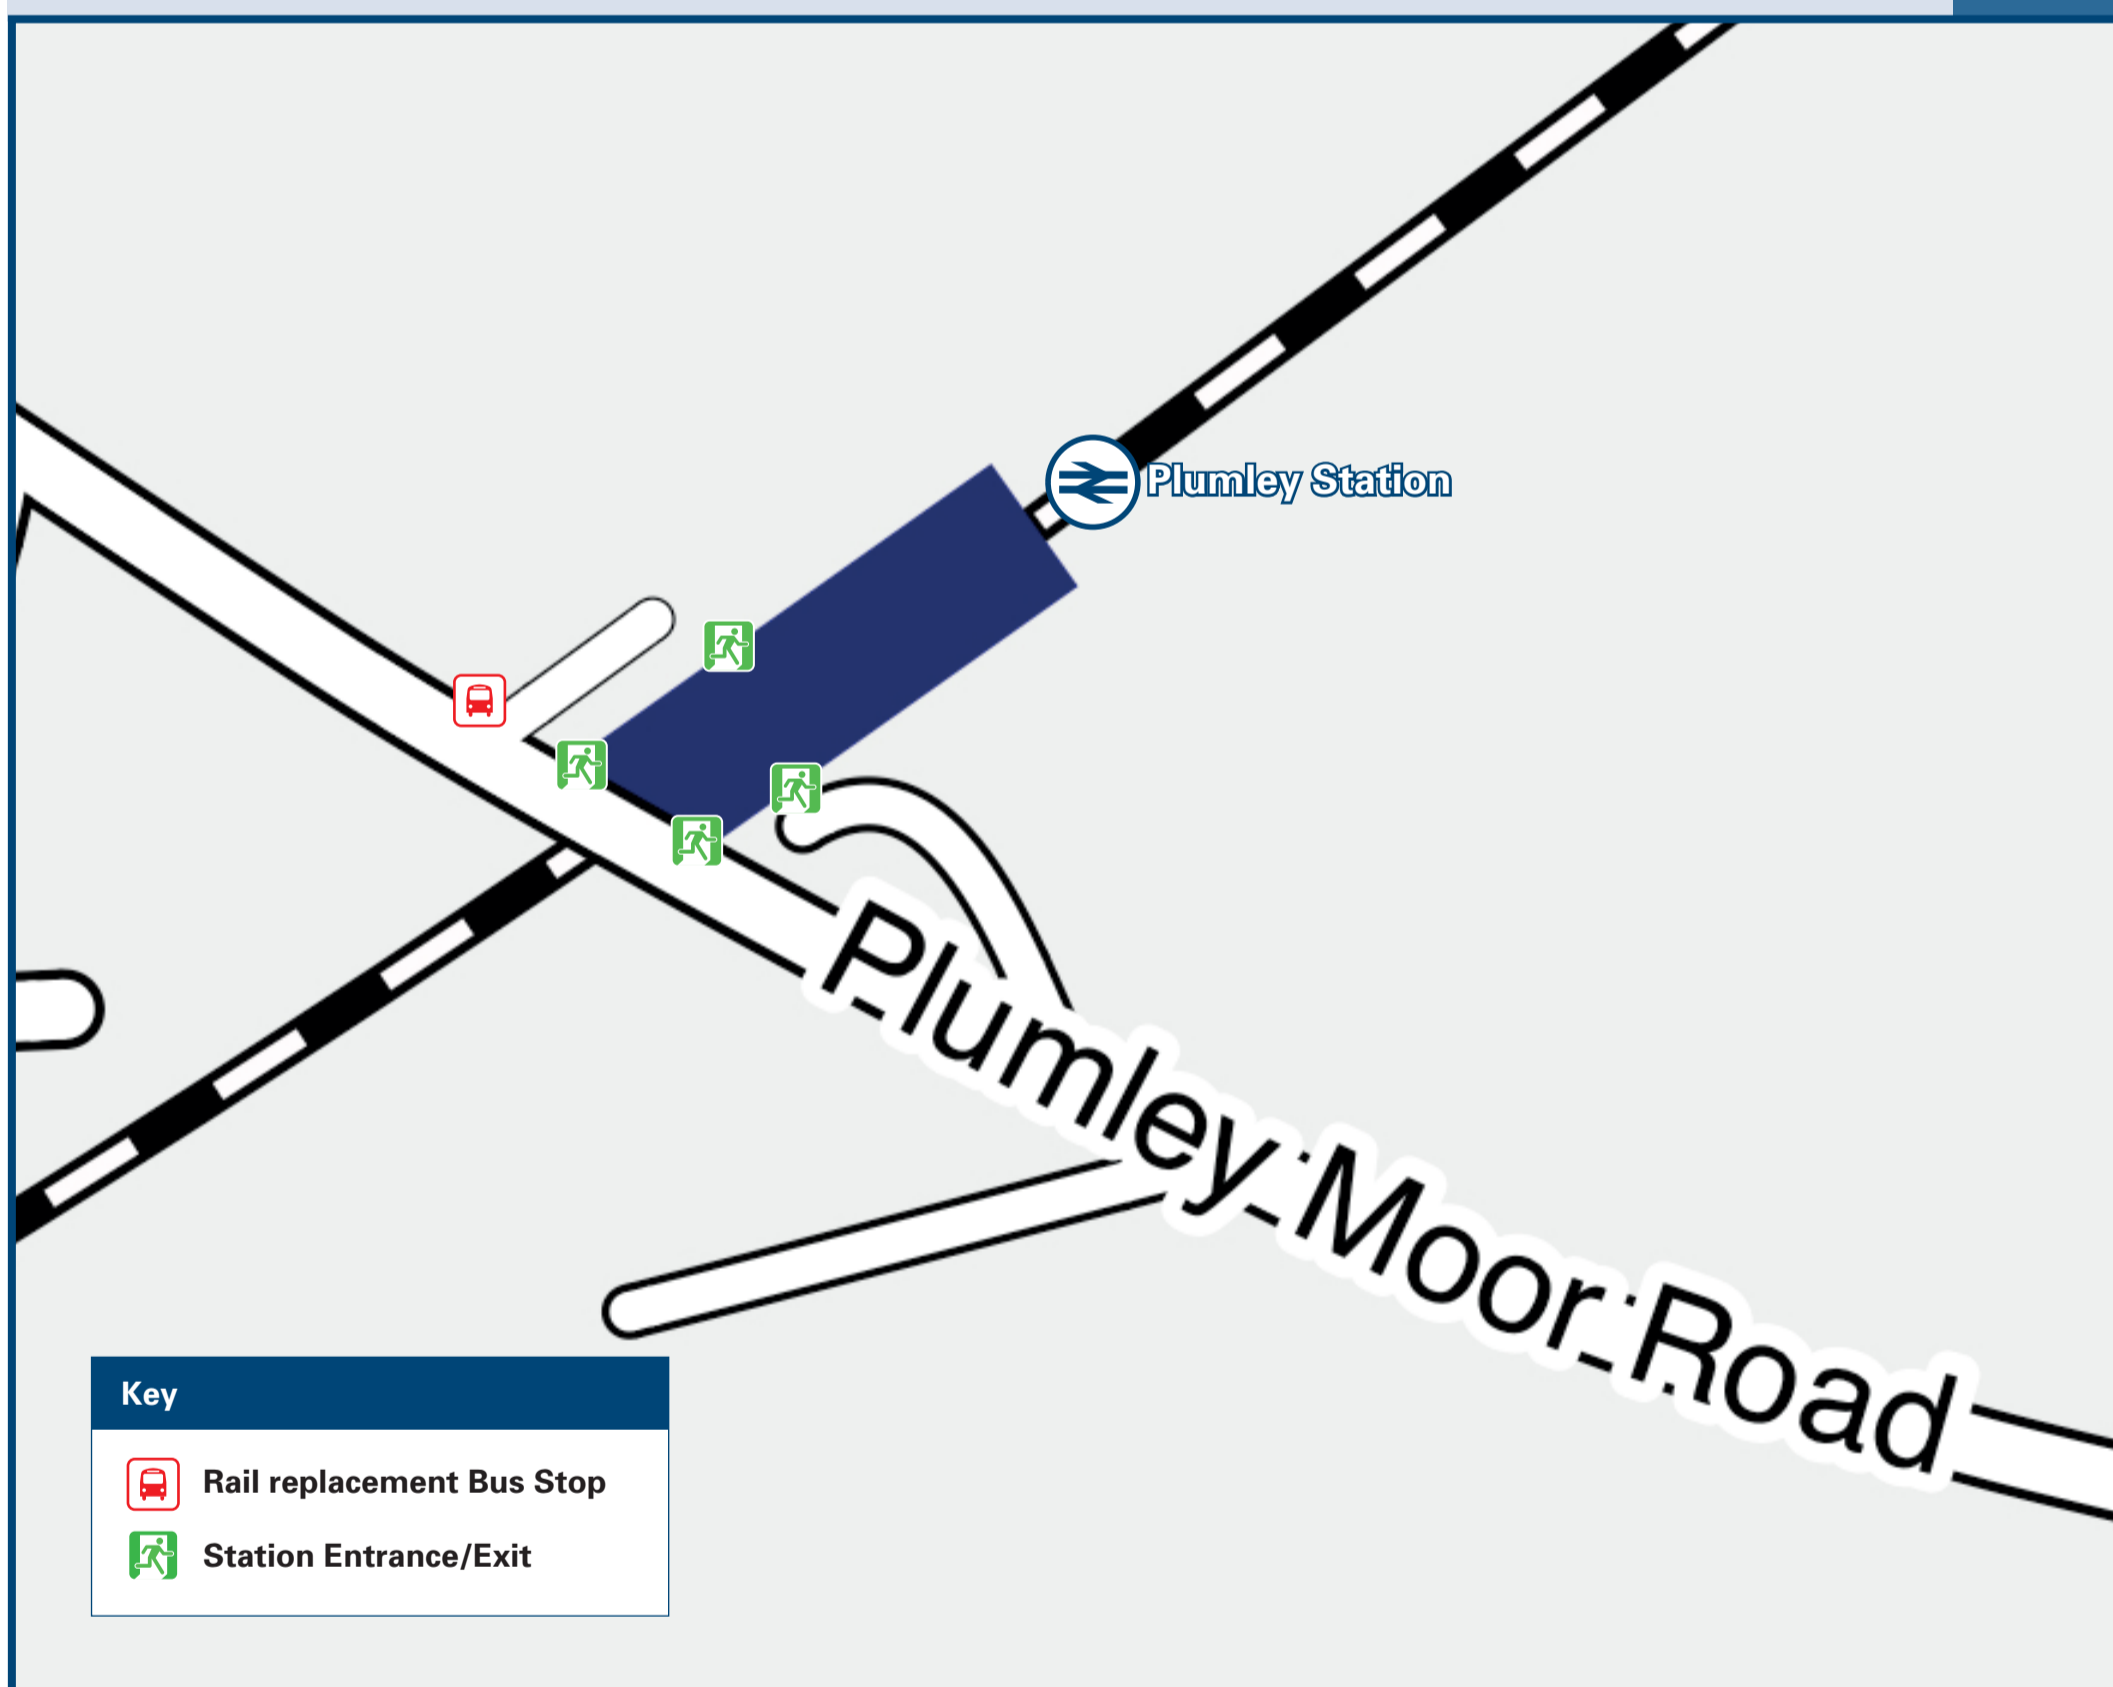 Plumley Station
Plumley Moor Road
Key
Rail replacement Bus Stop
Station Entrance/Exit